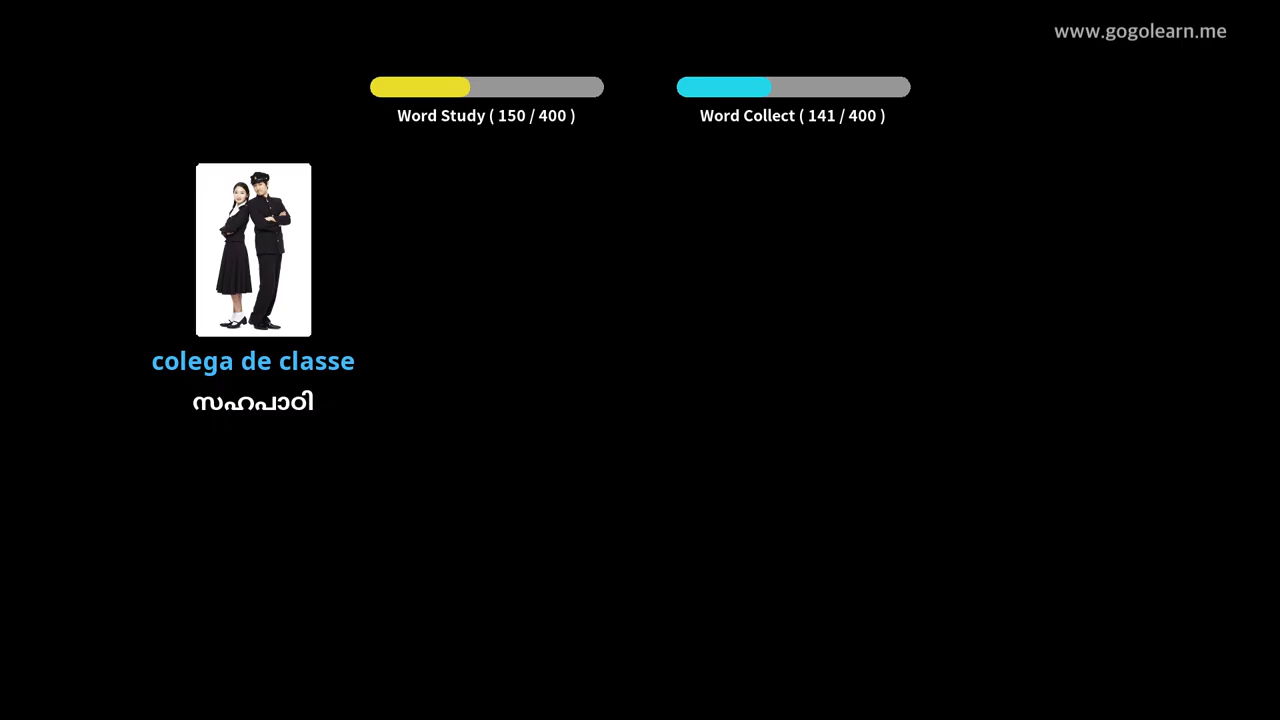 www.gogolearn.me
Word Study ( 150 / 400 )
Word Collect ( 141 / 400 )
colega de classe
സഹപാഠി